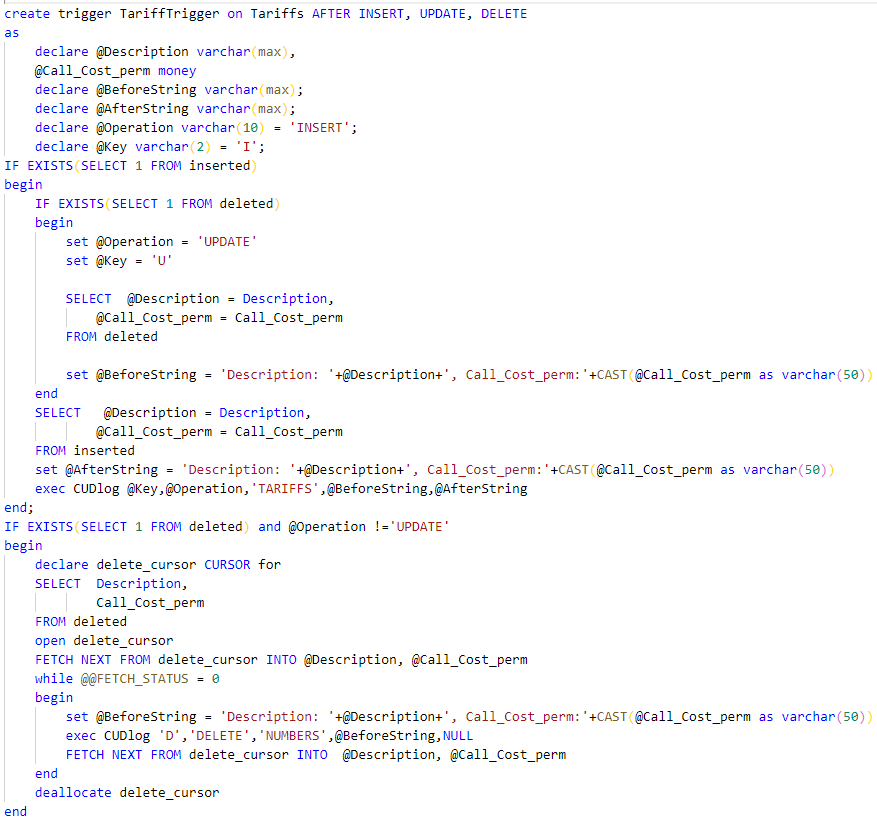 create trigger TariffTrigger on Tariffs AFTER INSERT, UPDATE, DELETE
as
    declare @Description varchar(max),
    @Call_Cost_perm money
    declare @BeforeString varchar(max);
    declare @AfterString varchar(max);
    declare @Operation varchar(10) = 'INSERT';
    declare @Key varchar(2) = 'I';
IF EXISTS(SELECT 1 FROM inserted)
begin
    IF EXISTS(SELECT 1 FROM deleted)
    begin
        set @Operation = 'UPDATE'
        set @Key = 'U'

        SELECT  @Description = Description,
            @Call_Cost_perm = Call_Cost_perm
        FROM deleted

        set @BeforeString = 'Description: '+@Description+', Call_Cost_perm:'+CAST(@Call_Cost_perm as varchar(50))
    end
    SELECT   @Description = Description,
            @Call_Cost_perm = Call_Cost_perm
    FROM inserted
    set @AfterString = 'Description: '+@Description+', Call_Cost_perm:'+CAST(@Call_Cost_perm as varchar(50))
    exec CUDlog @Key,@Operation,'TARIFFS',@BeforeString,@AfterString
end;
IF EXISTS(SELECT 1 FROM deleted) and @Operation !='UPDATE'
begin
    declare delete_cursor CURSOR for
    SELECT  Description,
            Call_Cost_perm
    FROM deleted
    open delete_cursor
    FETCH NEXT FROM delete_cursor INTO @Description, @Call_Cost_perm
    while @@FETCH_STATUS = 0
    begin
        set @BeforeString = 'Description: '+@Description+', Call_Cost_perm:'+CAST(@Call_Cost_perm as varchar(50))
        exec CUDlog 'D','DELETE','NUMBERS',@BeforeString,NULL
        FETCH NEXT FROM delete_cursor INTO  @Description, @Call_Cost_perm
    end
    deallocate delete_cursor
end